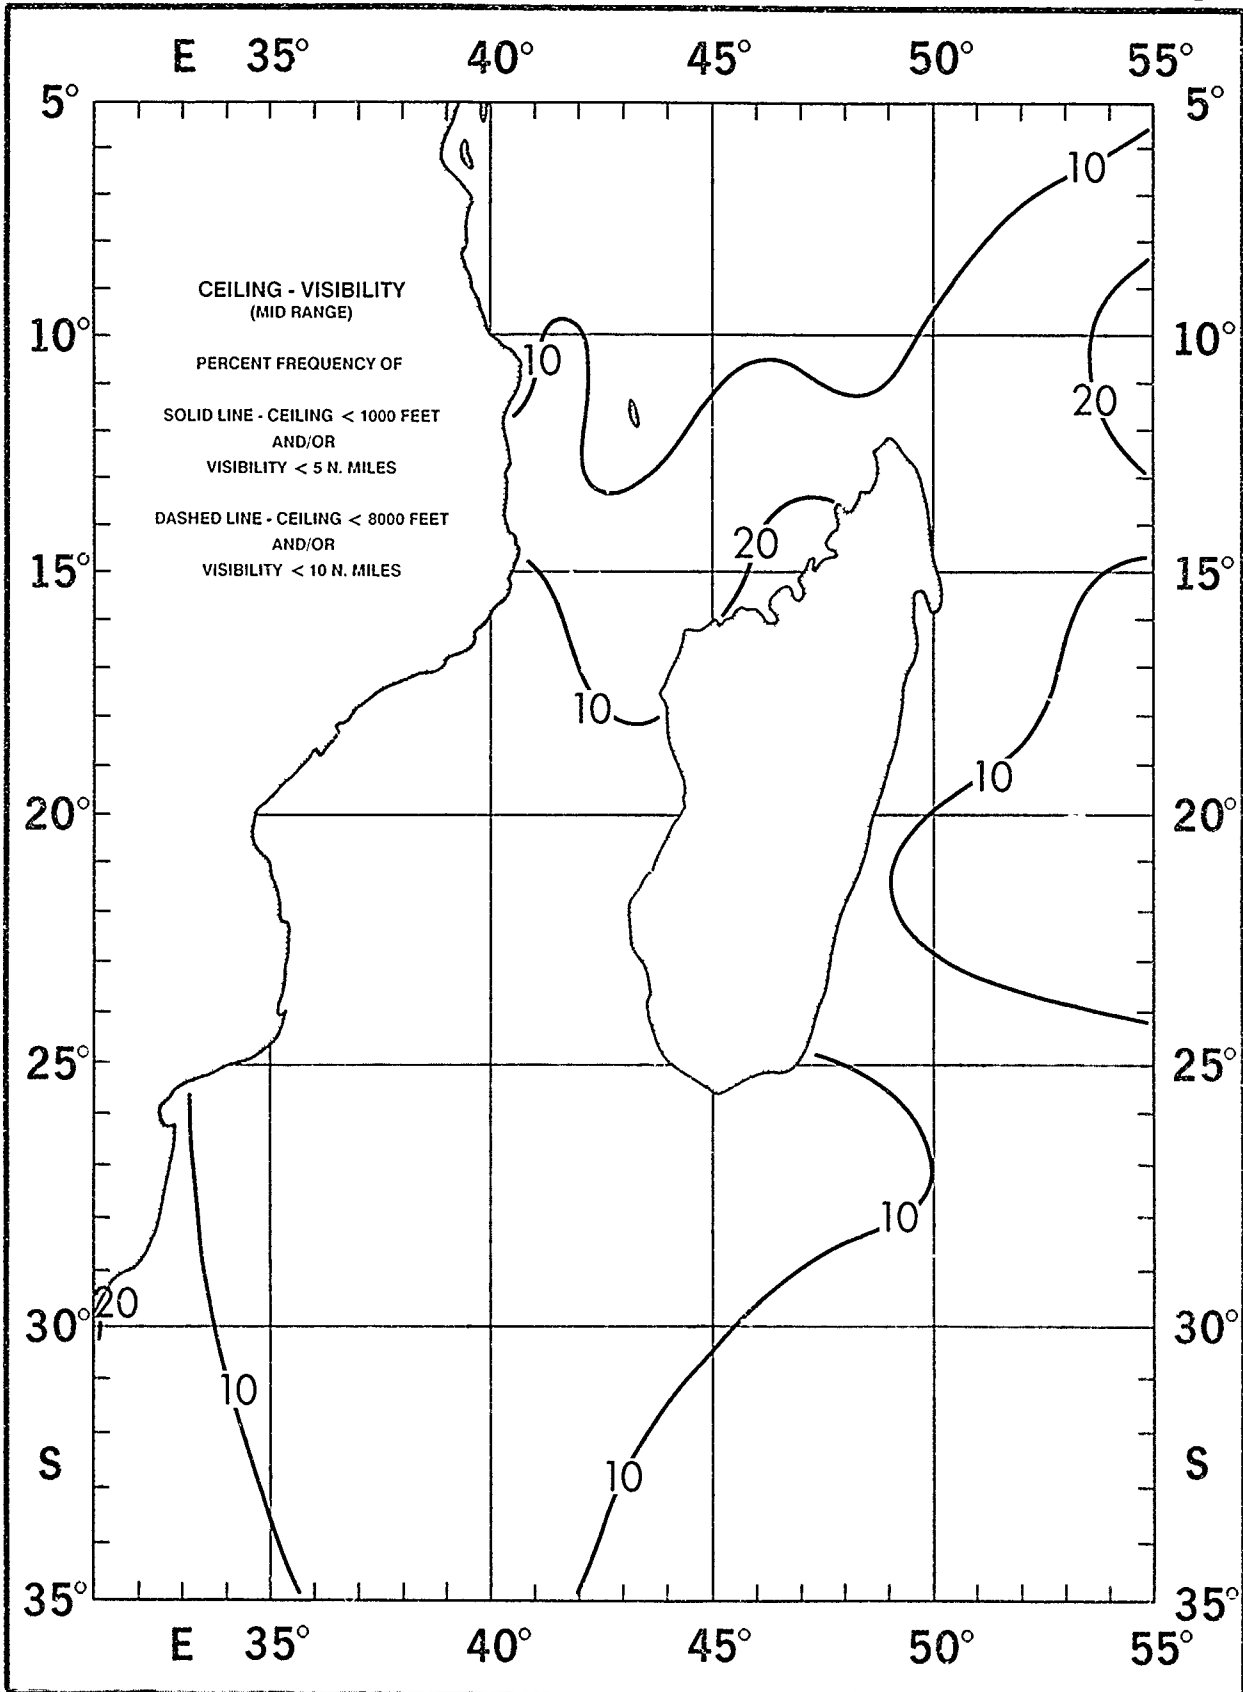 E 35° 40° 45° 50° 55°
5° 5°
10
CEILING - VISIBILITY
(MID RANGE)
10° 10°
10
PERCENT FREQUENCY OF
20
SOLID LINE - CEILING < 1000 FEET
AND/OR
VISIBILITY < 5 N. MILES
DASHED LINE - CEILING < 8000 FEET
AND/OR
20
VISIBILITY < 10 N. MILES
15° 15°
10
10
20° 20°
25° 25°
10
20
30° 30°
10
S S
10
35° 35°
E 35° 40° 45° 50° 55°